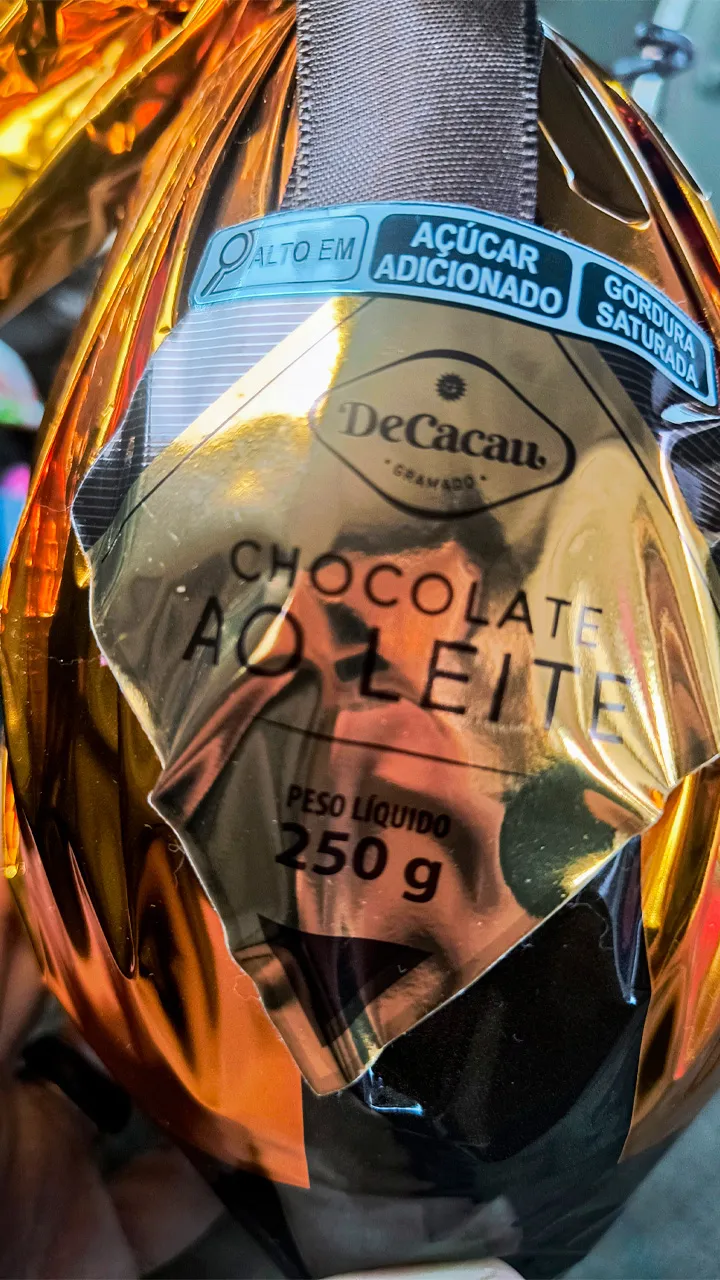 ALTO EM
AÇÚCAR
ADICIONADO
GORDURA
SATURADA
DeCacau
GRAMADO
CHOCOLATE
AO LEITE
PESO LÍQUIDO
250 g